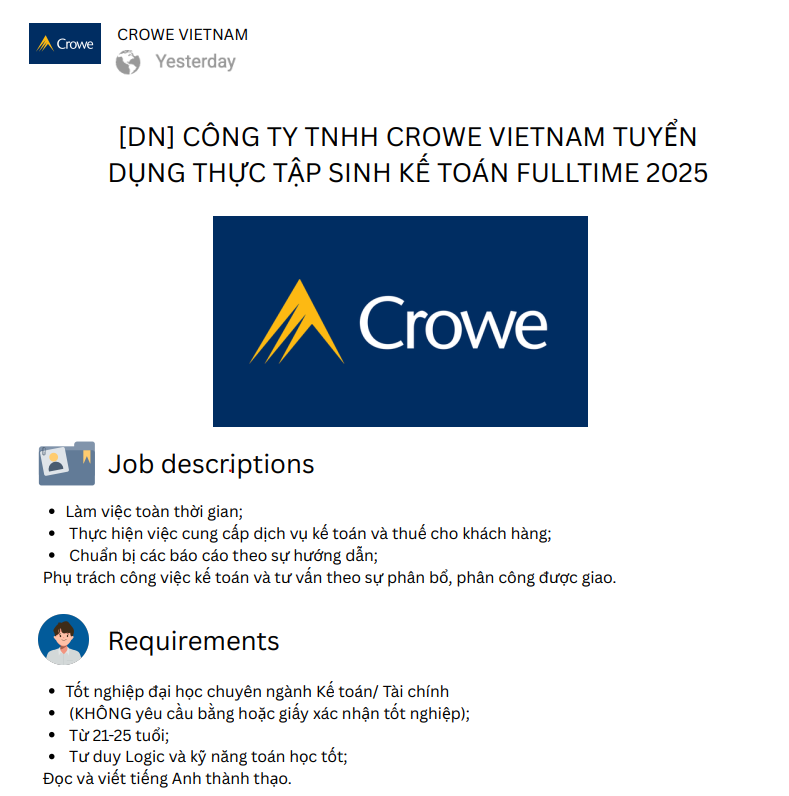 Crowe
CROWE VIETNAM
Yesterday
[DN] CÔNG TY TNHH CROWE VIETNAM TUYỂN
DỤNG THỰC TẬP SINH KẾ TOÁN FULLTIME 2025
Crowe
Job descriptions
• Làm việc toàn thời gian;
• Thực hiện việc cung cấp dịch vụ kế toán và thuế cho khách hàng;
• Chuẩn bị các báo cáo theo sự hướng dẫn;
Phụ trách công việc kế toán và tư vấn theo sự phân bổ, phân công được giao.
Requirements
• Tốt nghiệp đại học chuyên ngành Kế toán/ Tài chính
• (KHÔNG yêu cầu bằng hoặc giấy xác nhận tốt nghiệp);
• Từ 21-25 tuổi;
• Tư duy Logic và kỹ năng toán học tốt;
Đọc và viết tiếng Anh thành thạo.